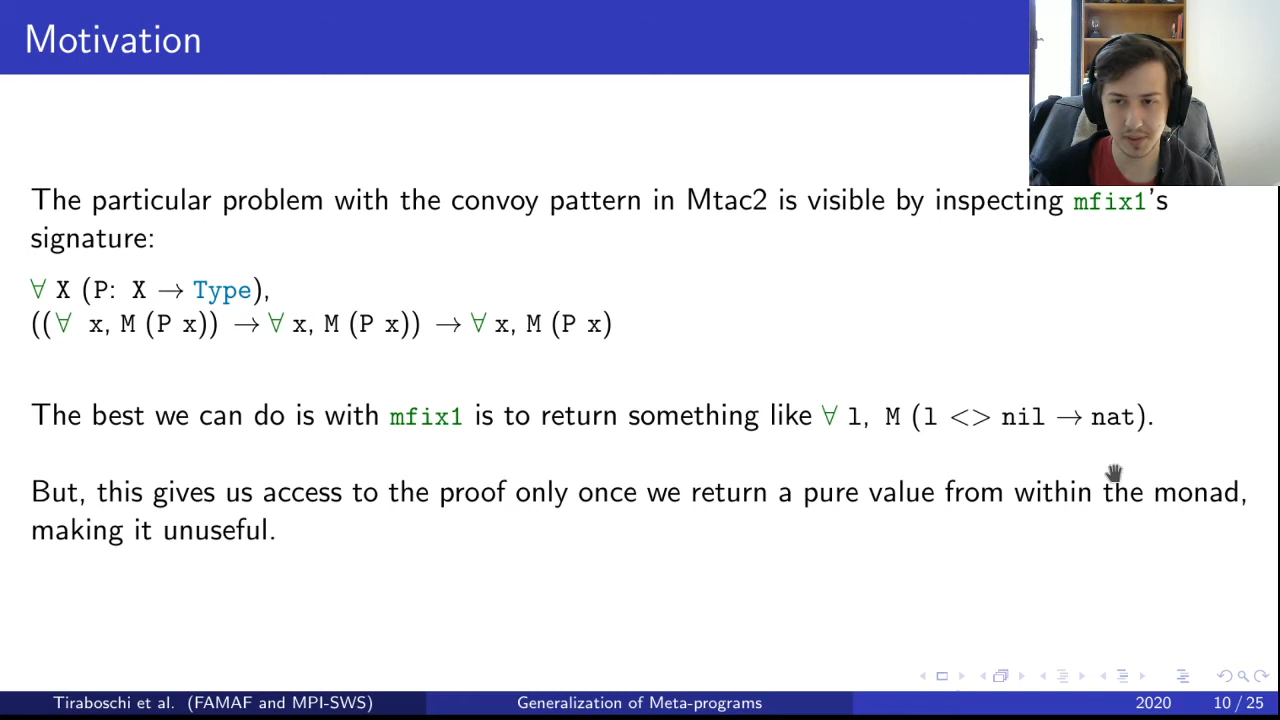 Motivation
The particular problem with the convoy pattern in Mtac2 is visible by inspecting mfix1's
signature:
∀ X (P: X → Type),
((∀ x, M (P x)) → ∀ x, M (P x)) → ∀ x, M (P x)
The best we can do is with mfix1 is to return something like ∀ l, M (l <> nil → nat).
But, this gives us access to the proof only once we return a pure value from within the monad,
making it unuseful.
Tiraboschi et al. (FAMAF and MPI-SWS) Generalization of Meta-programs 2020 10 / 25